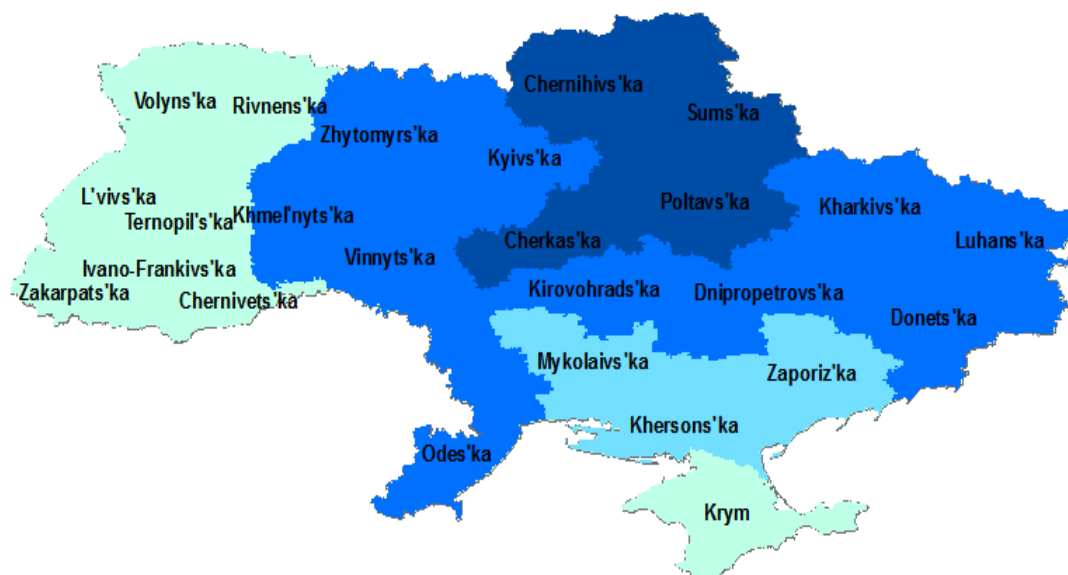 Chernihivs'ka
Volyns'ka
Rivnens'ka
Sums'ka
Zhytomyrs'ka
Kyivs'ka
L'vivs'ka
Poltavs'ka
Kharkivs'ka
Ternopil's'ka
Khmel'nyts'ka
Cherkas'ka
Luhans'ka
Vinnyts'ka
Ivano-Frankivs'ka
Zakarpats'ka
Chernivets'ka
Kirovohrads'ka
Dnipropetrovs'ka
Donets'ka
Mykolaivs'ka
Zaporiz'ka
Khersons'ka
Odes'ka
Krym